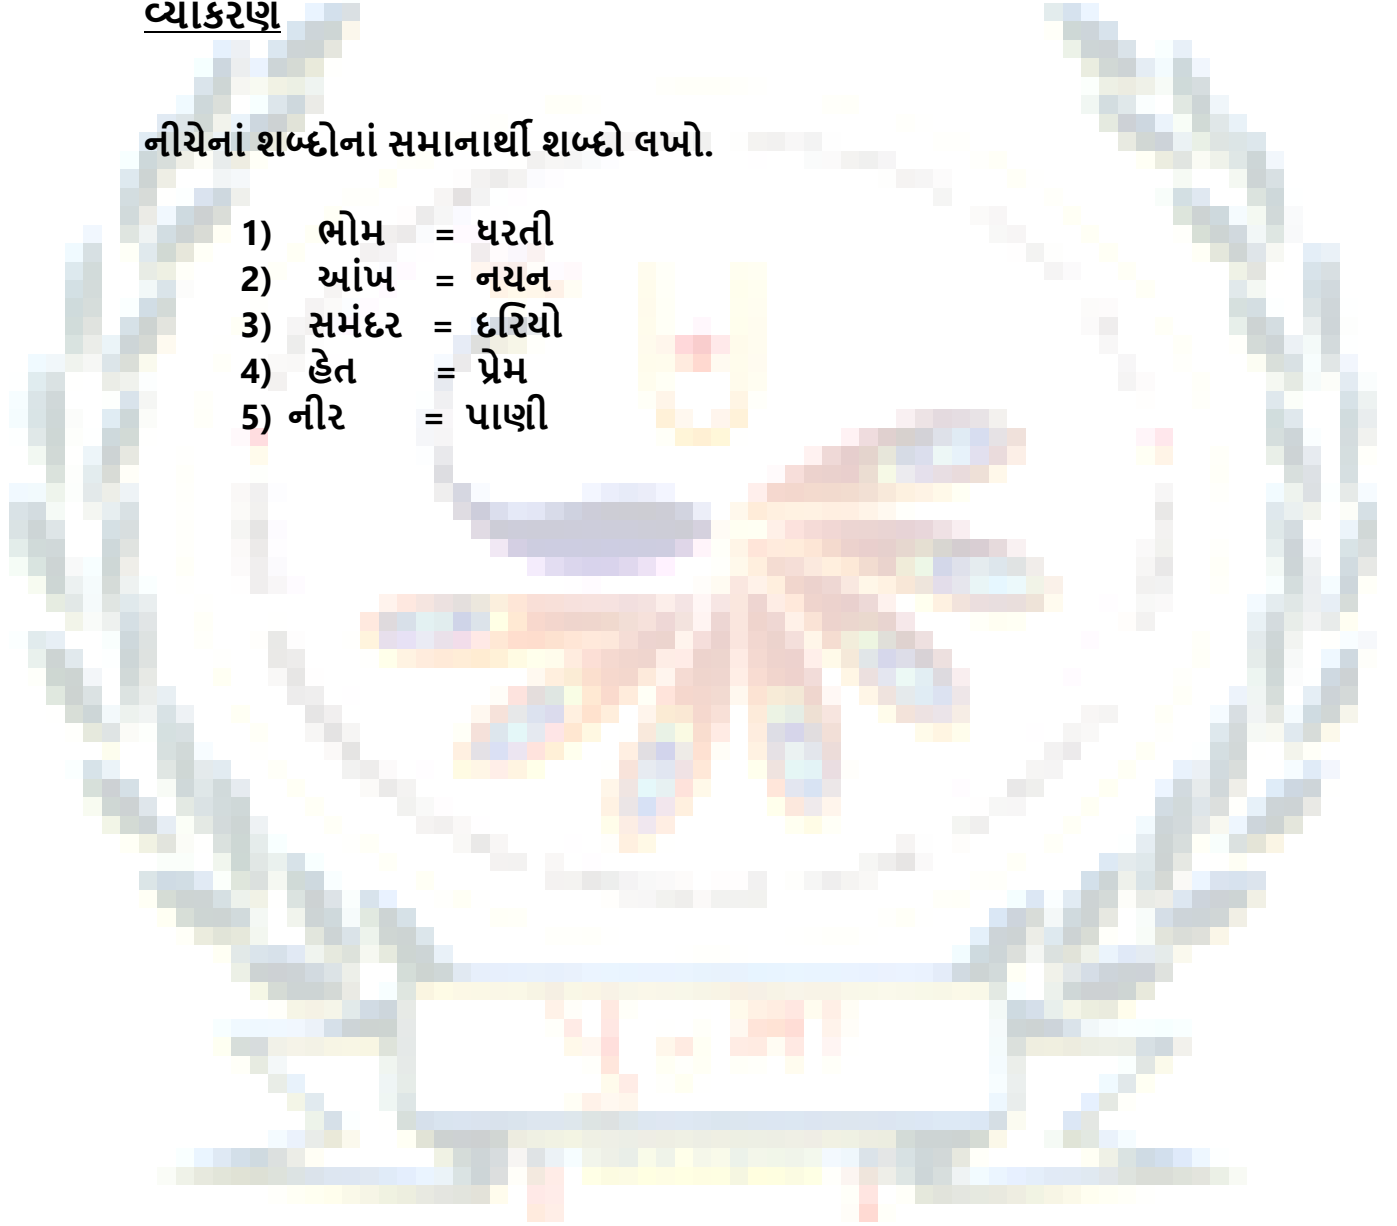 વ્યાકરણ
નીચેનાં શબ્દોનાં સમાનાર્થી શબ્દો લખો.
1) ભોમ = ધરતી
2) આંખ = નયન
3) સમંદર = દરિયો
4) હેત = પ્રેમ
5) નીર = પાણી